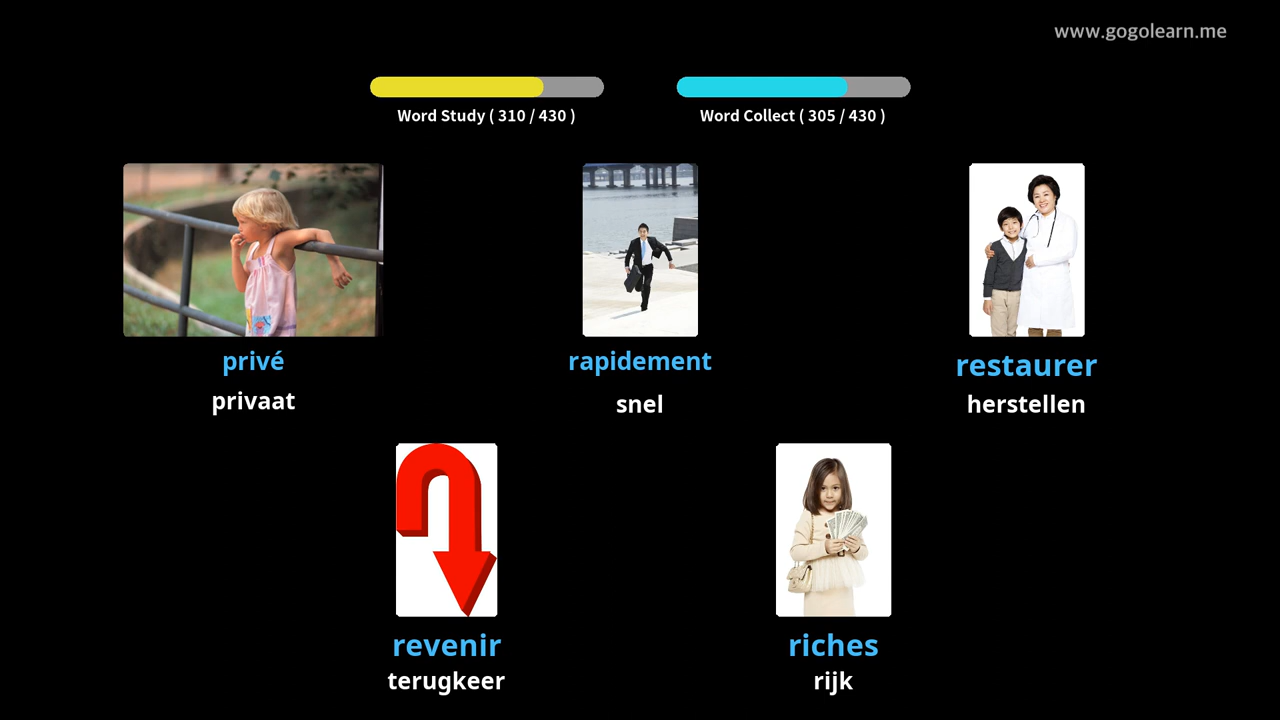 www.gogolearn.me
Word Study ( 310 / 430 )
Word Collect ( 305 / 430 )
privé
privaat
rapidement
snel
restaurer
herstellen
revenir
terugkeer
riches
rijk